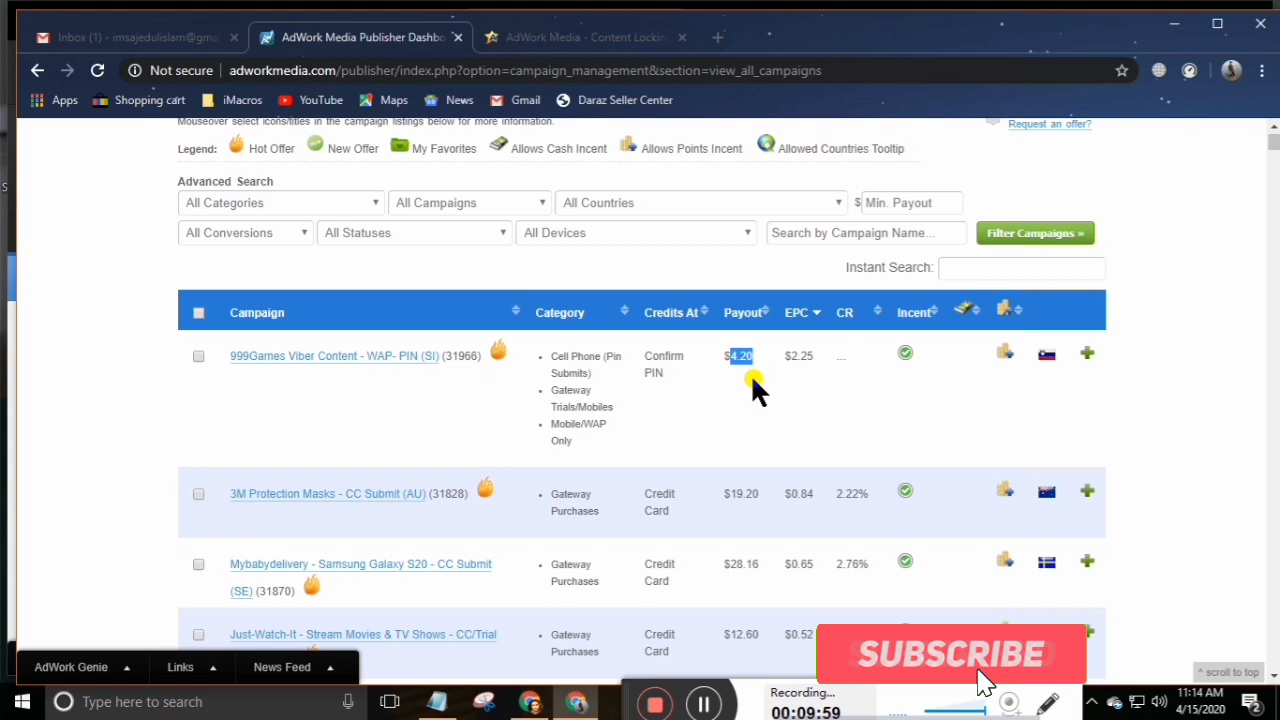 Inbox (1) - imsajedulislam@gma
AdWork Media Publisher Dashbo
AdWork Media - Content Locking
Not secure
adworkmedia.com/publisher/index.php?option=campaign_management&section=view_all_campaigns
Apps
Shopping cart
iMacros
YouTube
Maps
News
Gmail
Daraz Seller Center
Mouseover select icons/titles in the campaign listings below for more information.
Request an offer?
Legend:
Hot Offer
New Offer
My Favorites
Allows Cash Incent
Allows Points Incent
Allowed Countries Tooltip
Advanced Search
All Categories
All Campaigns
All Countries
$ Min. Payout
All Conversions
All Statuses
All Devices
Search by Campaign Name...
Filter Campaigns »
Instant Search:
Campaign
Category
Credits At
Payout
EPC
CR
Incent
999Games Viber Content - WAP- PIN (SI) (31966)
Cell Phone (Pin
Submits)
Gateway
Trials/Mobiles
Mobile/WAP
Only
Confirm
PIN
$4.20
$2.25
...
3M Protection Masks - CC Submit (AU) (31828)
Gateway
Purchases
Credit
Card
$19.20
$0.84
2.22%
Mybabydelivery - Samsung Galaxy S20 - CC Submit
(SE) (31870)
Gateway
Purchases
Credit
Card
$28.16
$0.65
2.76%
Just-Watch-It - Stream Movies & TV Shows - CC/Trial
Gateway
Purchases
Credit
Card
$12.60
$0.52
SUBSCRIBE
AdWork Genie
Links
News Feed
scroll to top
Type here to search
Recording...
00:09:59
11:14 AM
4/15/2020
2